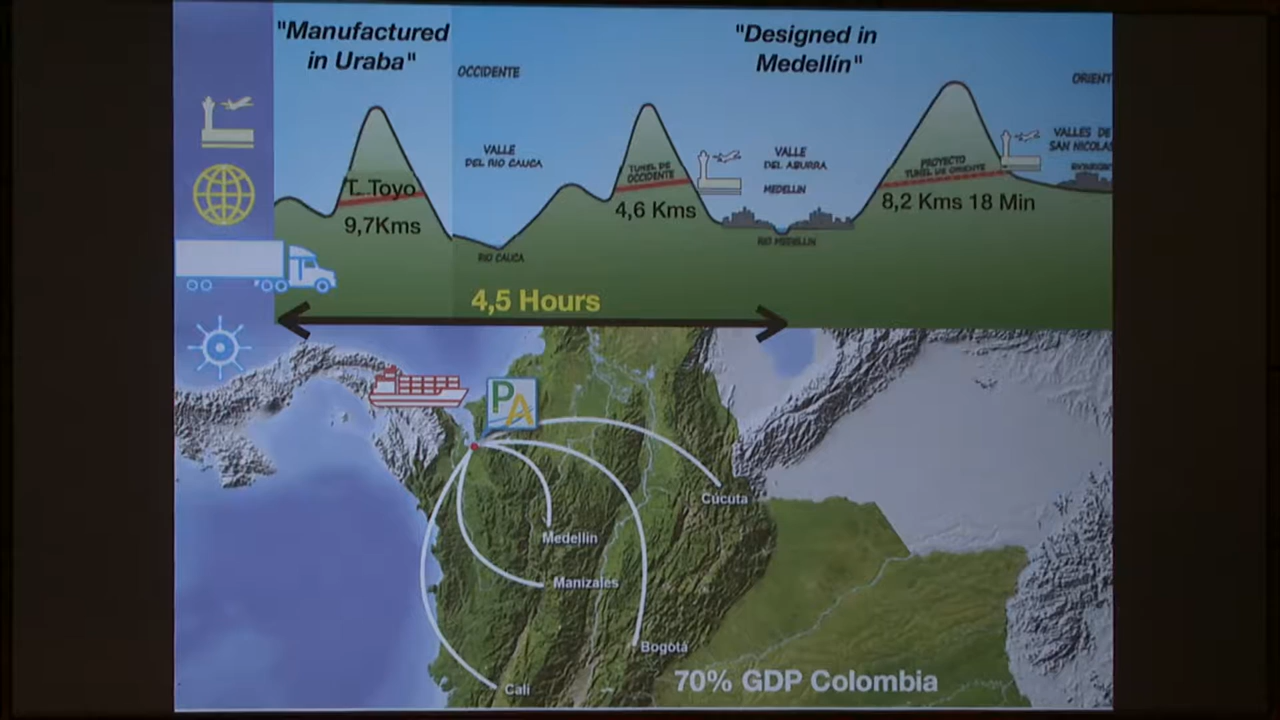 "Manufactured
in Uraba"
"Designed in
Medellín"
OCCIDENTE
ORIENT
VALLE
DEL RIO CAUCA
VALLE
DEL ABURRA
MEDELLIN
VALLES DE
SAN NICOLAS
T. Toyo
9,7Kms
TUNEL DE
OCCIDENTE
4,6 Kms
PROYECTO
TUNEL DE ORIENTE
8,2 Kms 18 Min
RIO CAUCA
RIO MEDELLIN
4,5 Hours
PA
Cúcuta
Medellín
Manizales
Bogotá
Cali
70% GDP Colombia